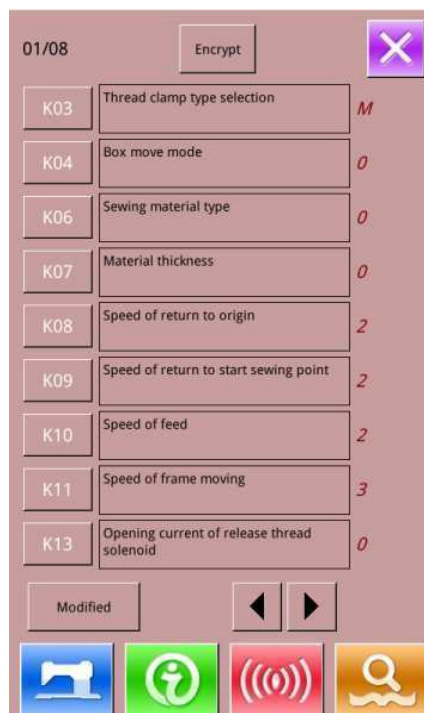 01/08
Encrypt
K03
Thread clamp type selection
M
K04
Box move mode
0
K06
Sewing material type
0
K07
Material thickness
0
K08
Speed of return to origin
2
K09
Speed of return to start sewing point
2
K10
Speed of feed
2
K11
Speed of frame moving
3
K13
Opening current of release thread
solenoid
0
Modified